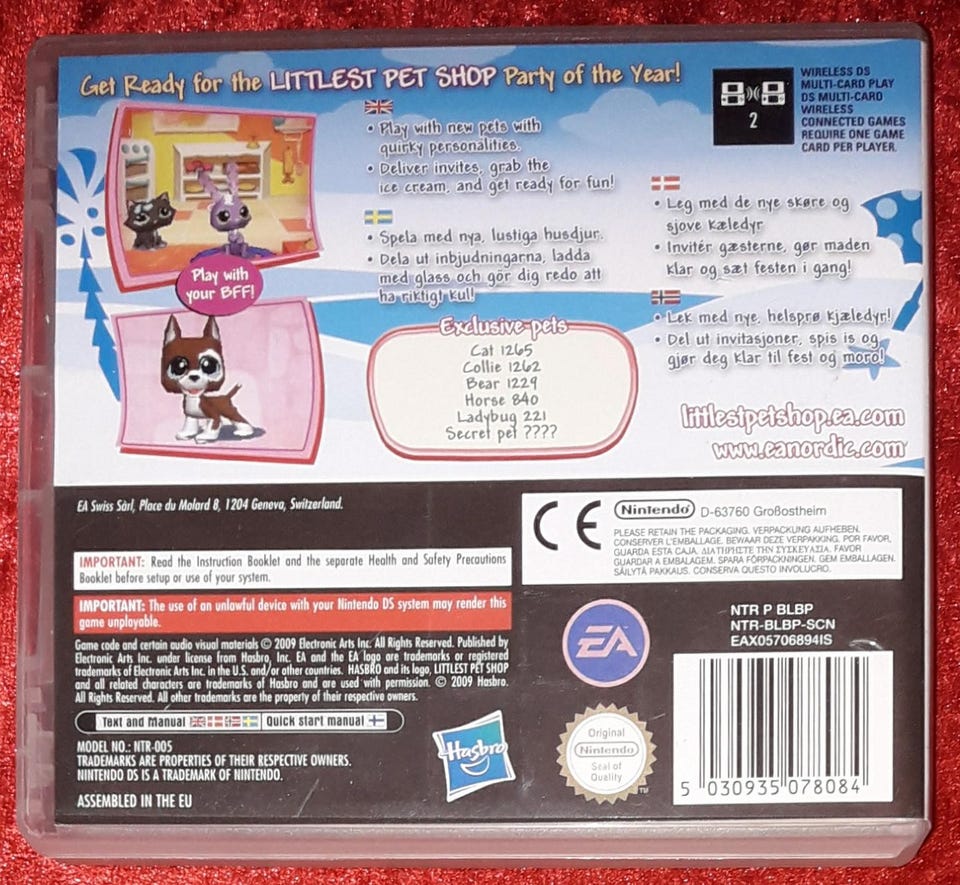 Get Ready for the LITTLEST PET SHOP Party of the Year!
• Play with new pets with
quirky personalities.
• Deliver invites, grab the
ice cream, and get ready for fun!
• Spela med nya, lustiga husdjur.
• Dela ut inbjudningarna, ladda
med glass och gör dig redo att
ha riktigt kul!
2
WIRELESS DS
MULTI-CARD PLAY
DS MULTI-CARD
WIRELESS
CONNECTED GAMES
REQUIRE ONE GAME
CARD PER PLAYER.
• Leg med de nye skøre og
sjove kæledyr
• Invitér gæsterne, gør maden
klar og sæt festen i gang!
• Lek med nye, helsprø kjæledyr!
• Del ut invitasjoner, spis is og
gjør deg klar til fest og moro!
Play with
your BFF!
Exclusive pets
Cat 1265
Collie 1262
Bear 1229
Horse 840
Ladybug 221
Secret pet ????
littlestpetshop.ea.com
www.eanordic.com
EA Swiss Sàrl, Place du Molard 8, 1204 Geneva, Switzerland.
IMPORTANT: Read the Instruction Booklet and the separate Health and Safety Precautions
Booklet before setup or use of your system.
IMPORTANT: The use of an unlawful device with your Nintendo DS system may render this
game unplayable.
Game code and certain audio visual materials © 2009 Electronic Arts Inc. All Rights Reserved. Published by
Electronic Arts Inc. under license from Hasbro, Inc. EA and the EA logo are trademarks or registered
trademarks of Electronic Arts Inc. in the U.S. and/or other countries. HASBRO and its logo, LITTLEST PET SHOP
and all related characters are trademarks of Hasbro and are used with permission. © 2009 Hasbro.
All Rights Reserved. All other trademarks are the property of their respective owners.
Text and Manual
Quick start manual
MODEL NO.: NTR-005
TRADEMARKS ARE PROPERTIES OF THEIR RESPECTIVE OWNERS.
NINTENDO DS IS A TRADEMARK OF NINTENDO.
ASSEMBLED IN THE EU
CE
Nintendo D-63760 Großostheim
PLEASE RETAIN THE PACKAGING. VERPACKUNG AUFHEBEN.
CONSERVER L'EMBALLAGE. BEWAAR DEZE VERPAKKING. POR FAVOR,
GUARDA ESTA CAJA. ΔΙΑΤΗΡΗΣΤΕ ΤΗΝ ΣΥΣΚΕΥΑΣΙΑ. FAVOR
GUARDAR A EMBALAGEM. SPARA FÖRPACKNINGEN. GEM EMBALLAGEN.
SÄILYTÄ PAKKAUS. CONSERVA QUESTO INVOLUCRO.
EA
NTR P BLBP
NTR-BLBP-SCN
EAX05706894IS
Hasbro
Original
Nintendo
Seal of
Quality
TM
5 030935 078084